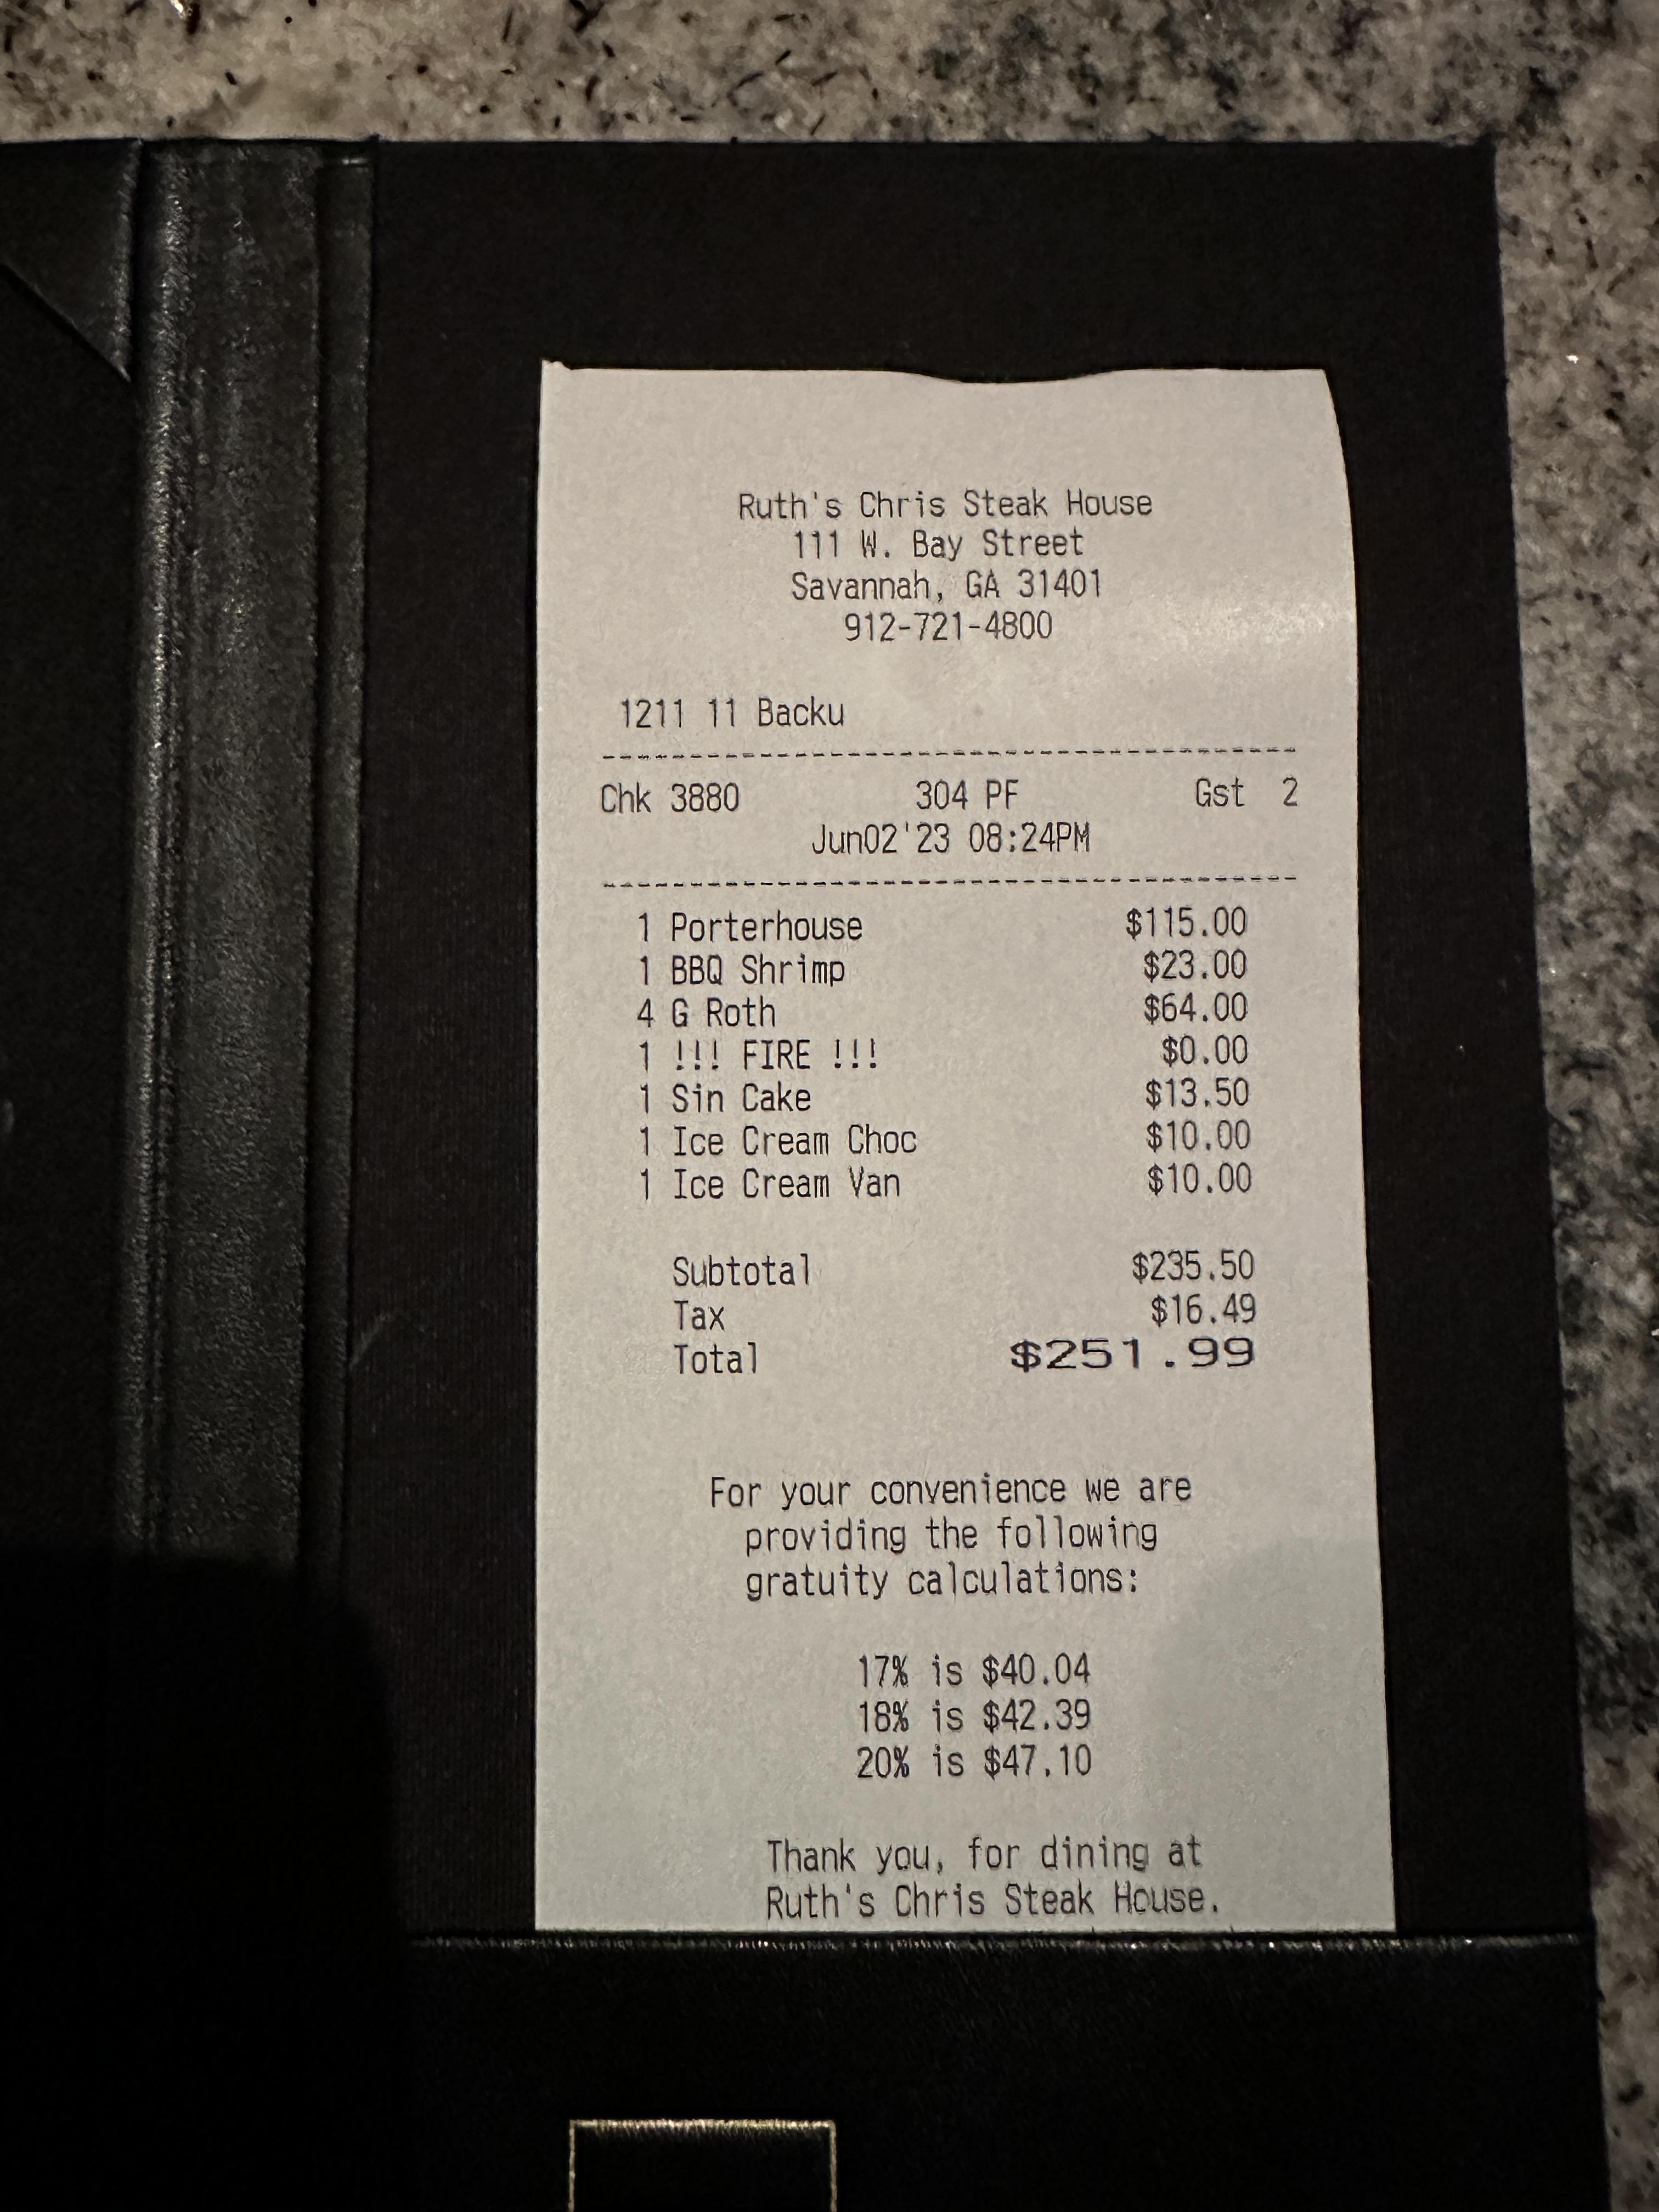 Ruth's Chris Steak House
111 W. Bay Street
Savannah, GA 31401
912-721-4800
1211 11 Backu
----------------------------------------
Chk 3880 304 PF Gst 2
Jun02'23 08:24PM
----------------------------------------
1 Porterhouse $115.00
1 BBQ Shrimp $23.00
4 G Roth $64.00
1 !!! FIRE !!! $0.00
1 Sin Cake $13.50
1 Ice Cream Choc $10.00
1 Ice Cream Van $10.00
Subtotal $235.50
Tax $16.49
Total $251.99
For your convenience we are
providing the following
gratuity calculations:
17% is $40.04
18% is $42.39
20% is $47.10
Thank you, for dining at
Ruth's Chris Steak House.